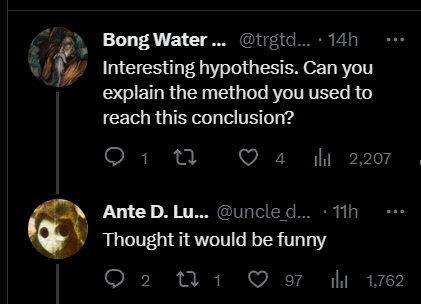 Bong Water ... @trgtd... · 14h ...
Interesting hypothesis. Can you
explain the method you used to
reach this conclusion?
1 4 2,207
Ante D. Lu... @uncle_d... · 11h ...
Thought it would be funny
2 1 97 1,762